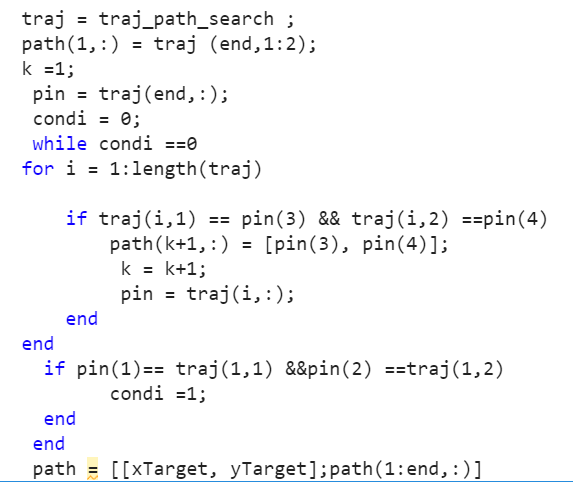 traj = traj_path_search ;
path(1,:) = traj (end,1:2);
k =1;
pin = traj(end,:);
condi = 0;
while condi ==0
for i = 1:length(traj)
if traj(i,1) == pin(3) && traj(i,2) ==pin(4)
path(k+1,:) = [pin(3), pin(4)];
k = k+1;
pin = traj(i,:);
end
end
if pin(1)== traj(1,1) &&pin(2) ==traj(1,2)
condi =1;
end
end
path = [[xTarget, yTarget];path(1:end,:)]